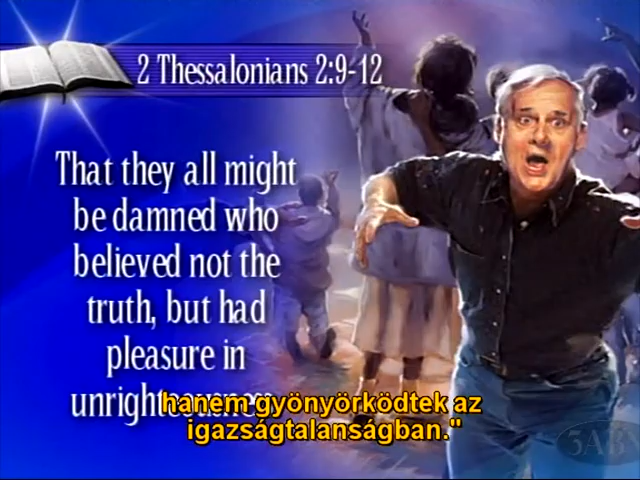 2 Thessalonians 2:9-12
That they all might
be damned who
believed not the
truth, but had
pleasure in
hanem gyönyörködtek az
igazságtalanságban."
3AB